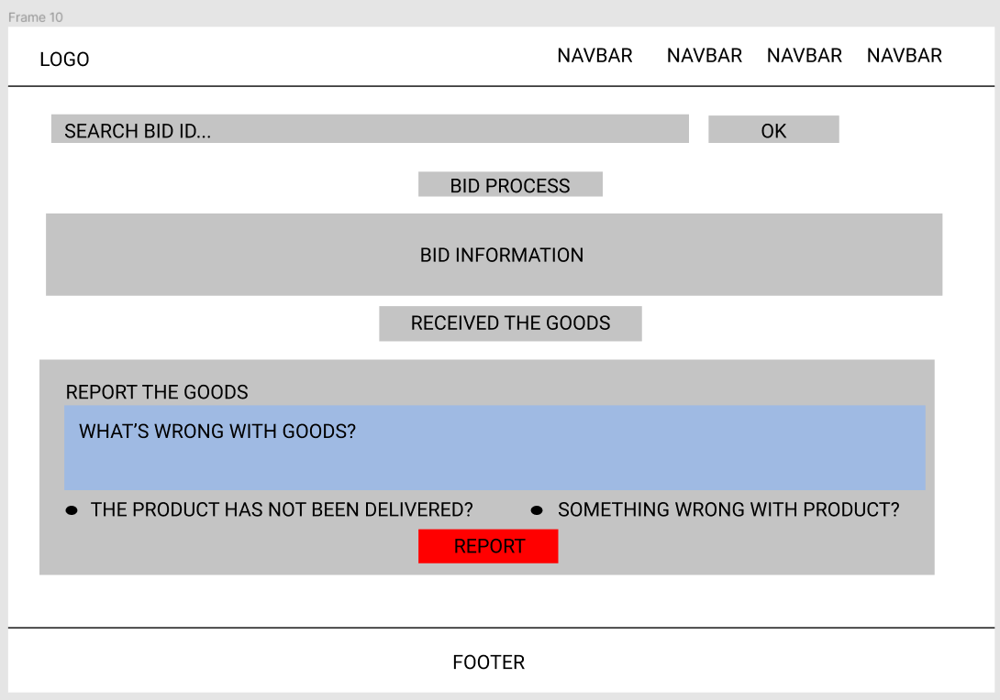 Frame 10
LOGO
NAVBAR NAVBAR NAVBAR NAVBAR
SEARCH BID ID...
OK
BID PROCESS
BID INFORMATION
RECEIVED THE GOODS
REPORT THE GOODS
WHAT’S WRONG WITH GOODS?
THE PRODUCT HAS NOT BEEN DELIVERED?
SOMETHING WRONG WITH PRODUCT?
REPORT
FOOTER